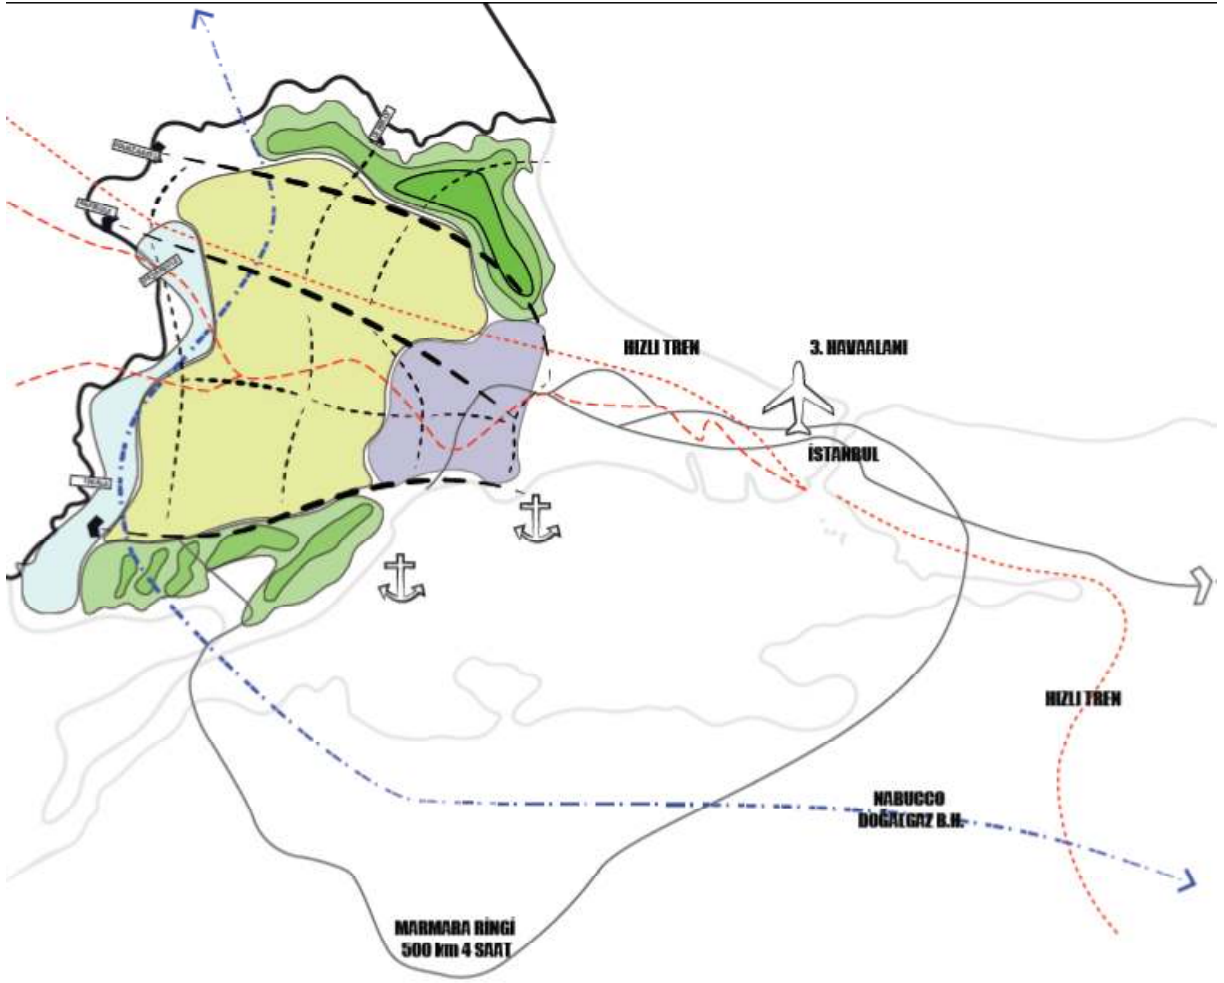 HIZLI TREN
3. HAVAALANI
İSTANBUL
HIZLI TREN
NABUCCO
DOĞALGAZ B.H.
MARMARA RİNGİ
500 km 4 SAAT